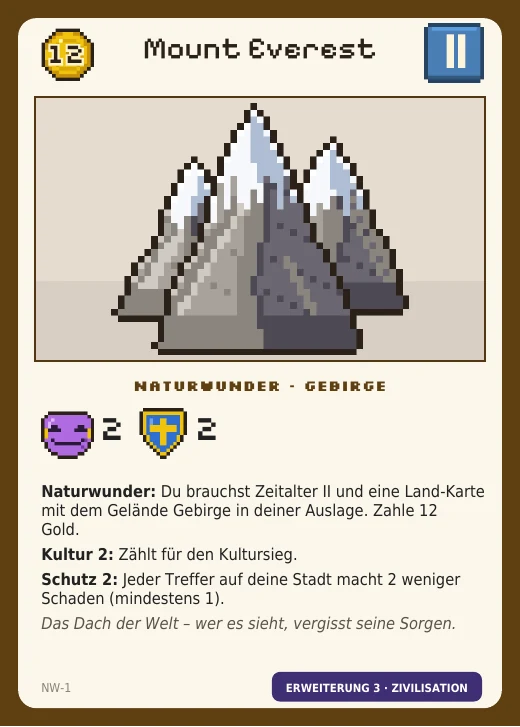 12
Mount Everest
II
NATURWUNDER - GEBIRGE
2
2
Naturwunder: Du brauchst Zeitalter II und eine Land-Karte
mit dem Gelände Gebirge in deiner Auslage. Zahle 12
Gold.
Kultur 2: Zählt für den Kultursieg.
Schutz 2: Jeder Treffer auf deine Stadt macht 2 weniger
Schaden (mindestens 1).
Das Dach der Welt – wer es sieht, vergisst seine Sorgen.
NW-1
ERWEITERUNG 3 · ZIVILISATION